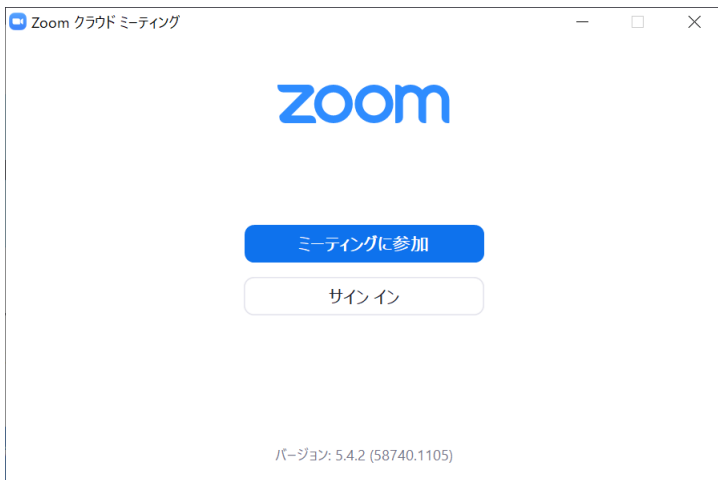 Zoom クラウド ミーティング
zoom
ミーティングに参加
サイン イン
バージョン: 5.4.2 (58740.1105)